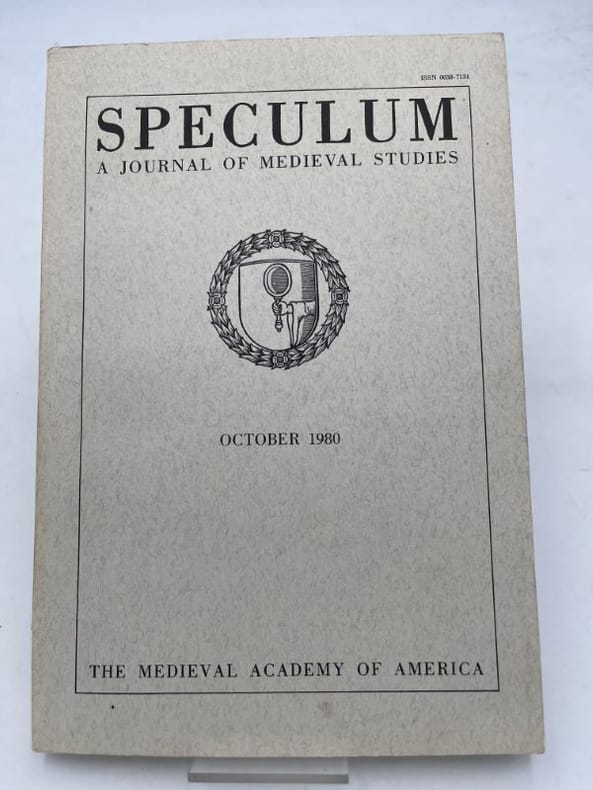 ISSN 0038-7134
SPECULUM
A JOURNAL OF MEDIEVAL STUDIES
OCTOBER 1980
THE MEDIEVAL ACADEMY OF AMERICA